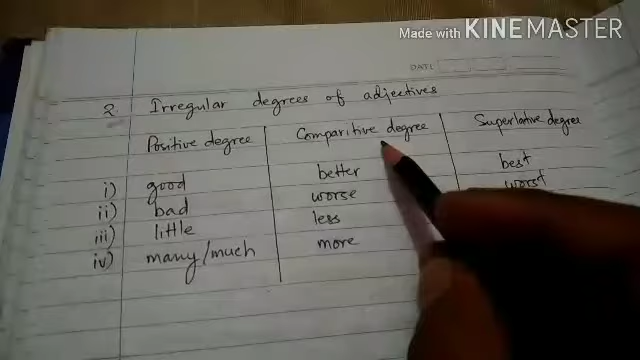 Made with KINEMASTER
DATE
2. Irregular degrees of adjectives
Positive degree Comparitive degree Superlative degree
i) good better best
ii) bad worse worst
iii) little less
iv) many/much more